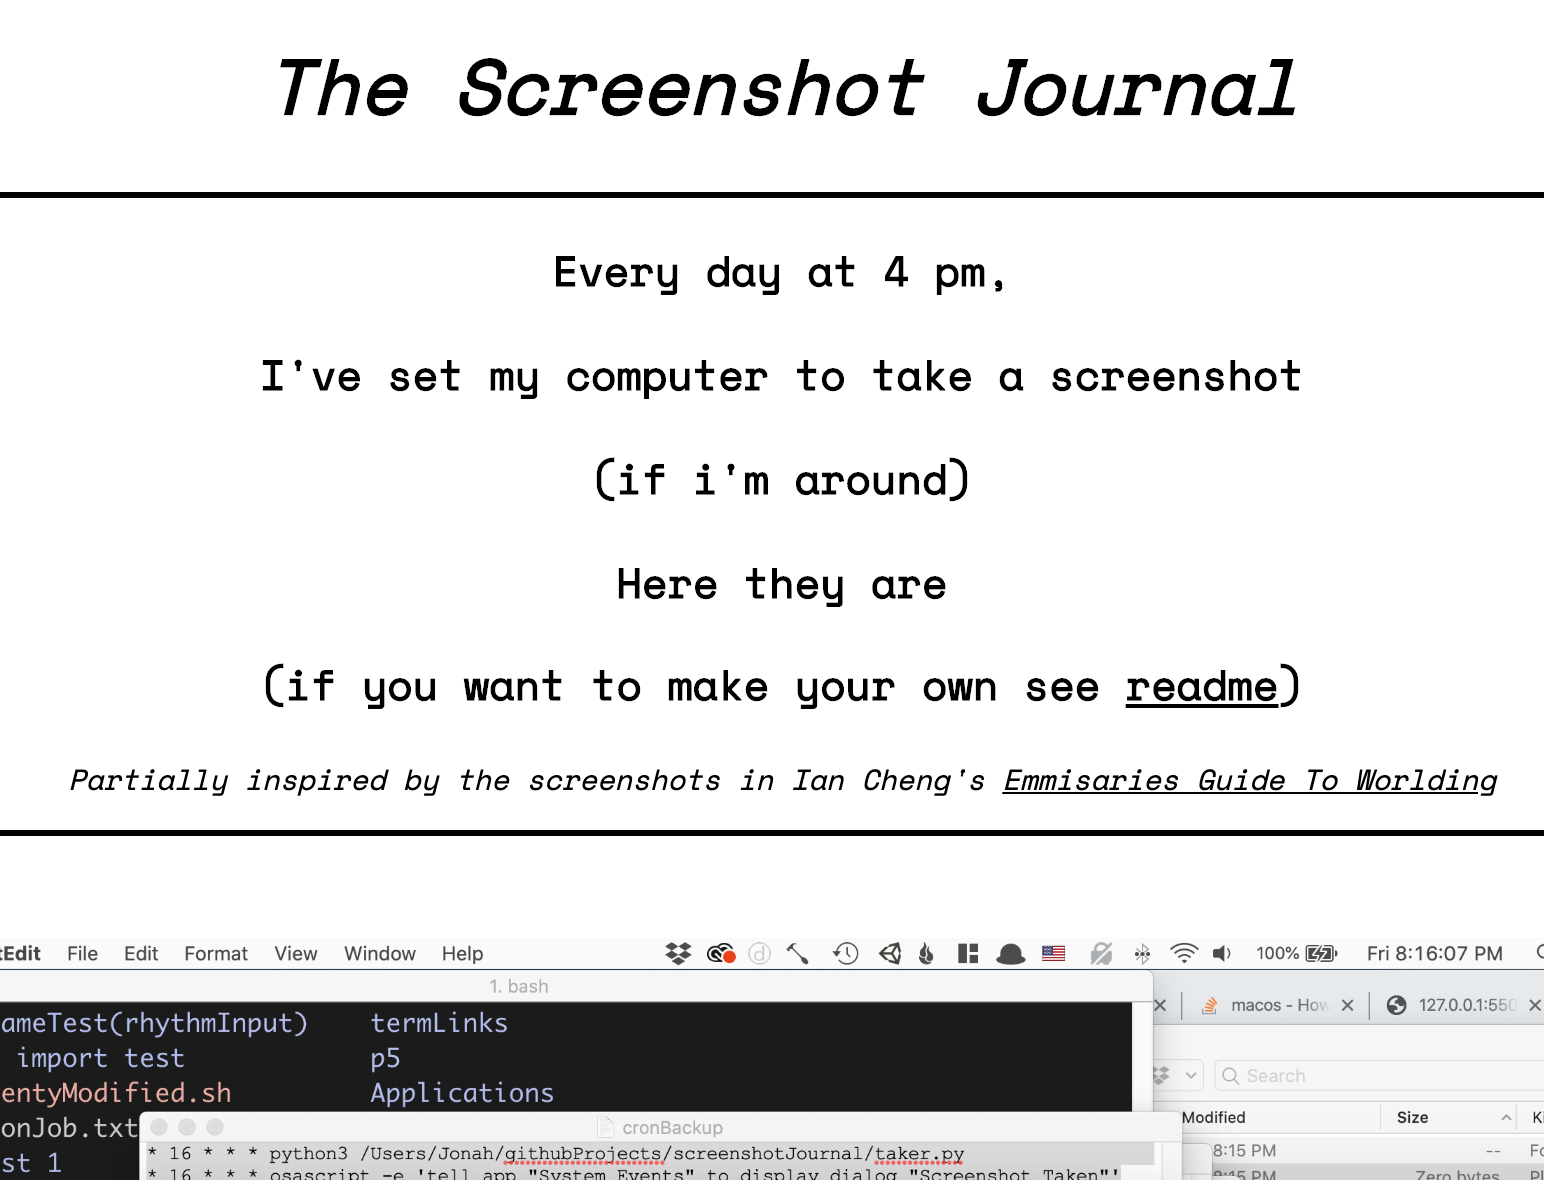 The Screenshot Journal
Every day at 4 pm,
I've set my computer to take a screenshot
(if i'm around)
Here they are
(if you want to make your own see readme)
Partially inspired by the screenshots in Ian Cheng's Emmisaries Guide To Worlding
tEdit File Edit Format View Window Help 100% Fri 8:16:07 PM
1. bash
ameTest(rhythmInput) termLinks
import test p5
entyModified.sh Applications
onJob.txt
st 1
macos - How
127.0.0.1:550
Search
Modified Size Ki
8:15 PM -- Fo
8:15 PM Zero bytes
cronBackup
* 16 * * * python3 /Users/Jonah/githubProjects/screenshotJournal/taker.py
* 16 * * * osascript -e 'tell app "System Events" to display dialog "Screenshot Taken"'